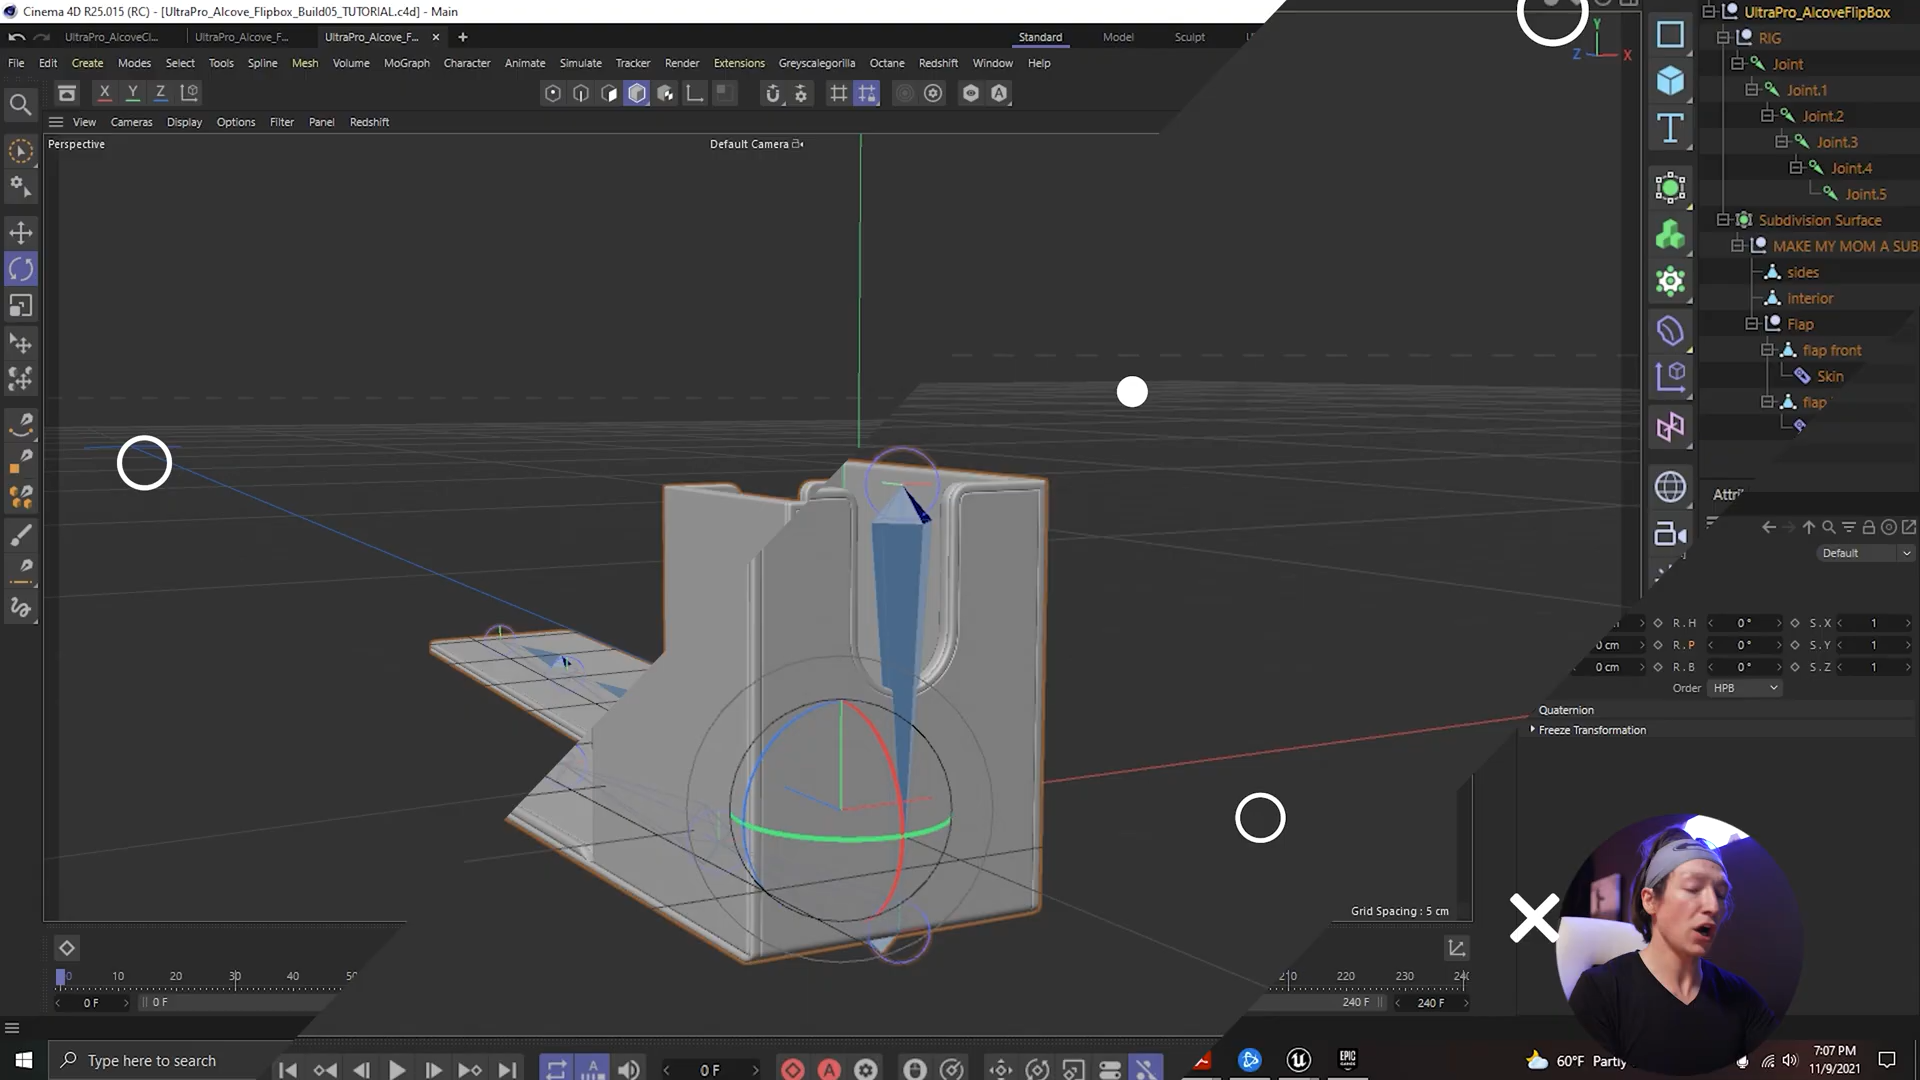 Cinema 4D R25.015 (RC) - [UltraPro_Alcove_Flipbox_Build05_TUTORIAL.c4d] - Main
UltraPro_AlcoveCl... UltraPro_Alcove_F... UltraPro_Alcove_F... × +
Standard Model Sculpt
File Edit Create Modes Select Tools Spline Mesh Volume MoGraph Character Animate Simulate Tracker Render Extensions Greyscalegorilla Octane Redshift Window Help
X Y Z
View Cameras Display Options Filter Panel Redshift
Perspective
Default Camera
Y
Z X
UltraPro_AlcoveFlipBox
RIG
Joint
Joint.1
Joint.2
Joint.3
Joint.4
Joint.5
Subdivision Surface
MAKE MY MOM A SUB
sides
interior
Flap
flap front
Skin
flap
Default
0 cm R.H 0° S.X 1
0 cm R.P 0° S.Y 1
0 cm R.B 0° S.Z 1
Order HPB
Quaternion
Freeze Transformation
Grid Spacing : 5 cm
0 10 20 30 40 210 220 230
0 F 0 F 240 F 240 F
0 F
Type here to search
EPIC GAMES
60°F
7:07 PM
11/9/2021